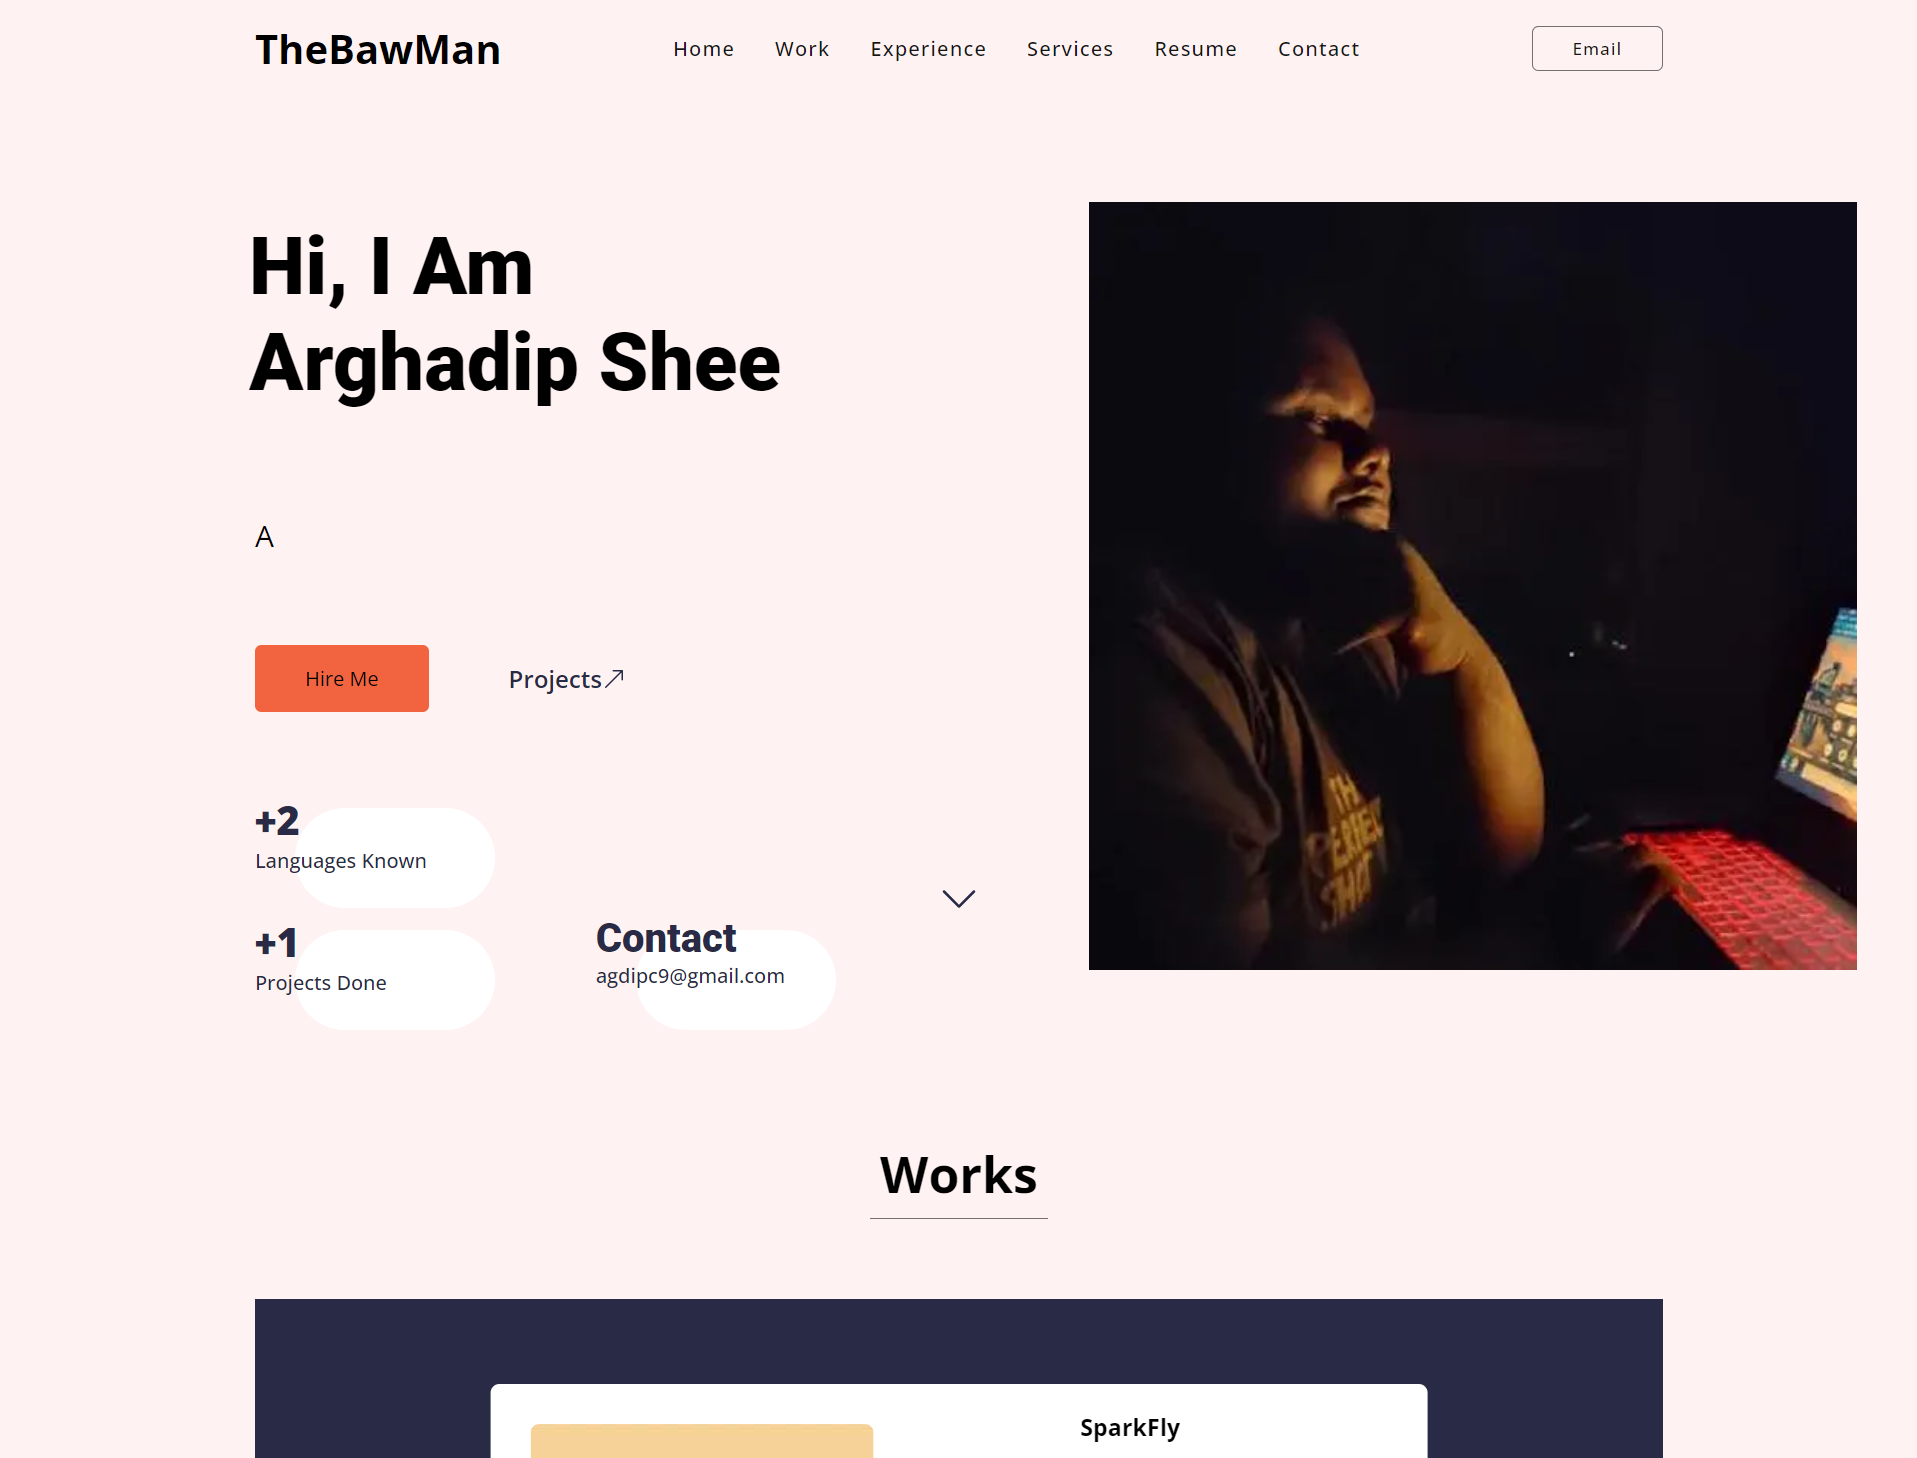 TheBawMan
Home Work Experience Services Resume Contact
Email
Hi, I Am
Arghadip Shee
A
Hire Me
Projects
+2
Languages Known
+1
Projects Done
Contact
agdipc9@gmail.com
Works
SparkFly